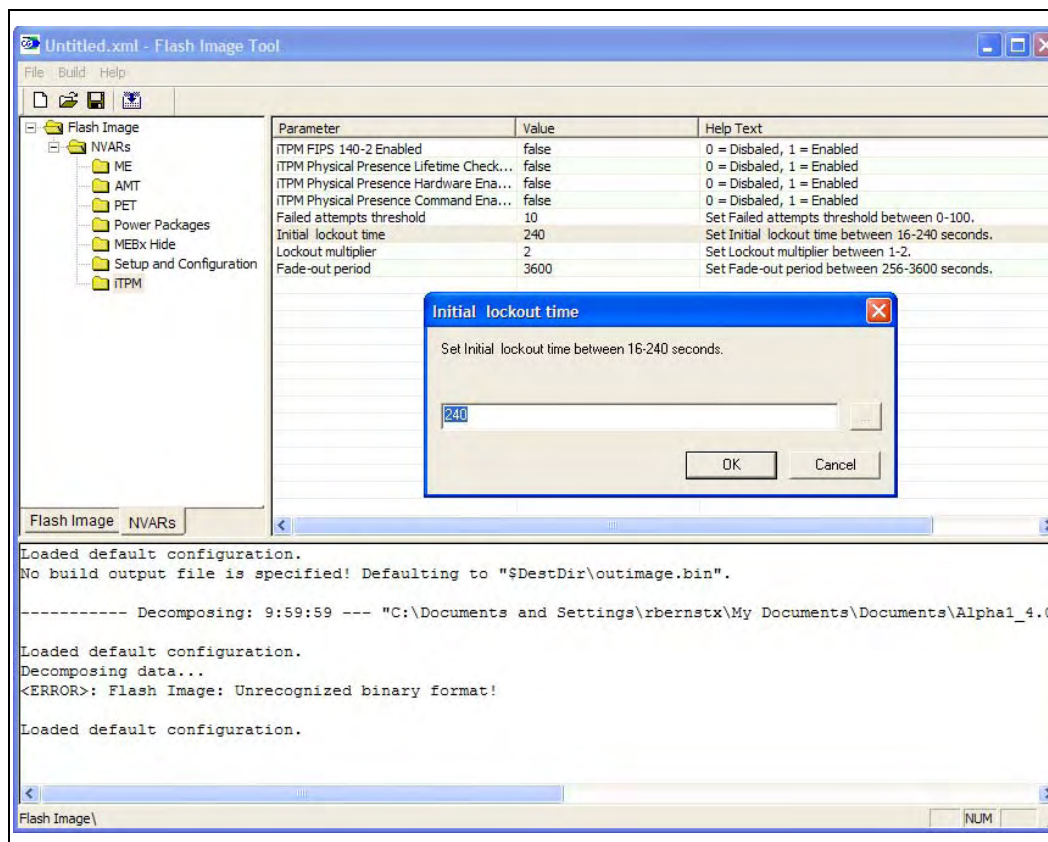 Untitled.xml - Flash Image Tool
File Build Help
Flash Image
NVARs
ME
AMT
PET
Power Packages
MEBx Hide
Setup and Configuration
iTPM
Flash Image NVARs
Parameter Value Help Text
iTPM FIPS 140-2 Enabled false 0 = Disbaled, 1 = Enabled
iTPM Physical Presence Lifetime Check... false 0 = Disbaled, 1 = Enabled
iTPM Physical Presence Hardware Ena... false 0 = Disbaled, 1 = Enabled
iTPM Physical Presence Command Ena... false 0 = Disbaled, 1 = Enabled
Failed attempts threshold 10 Set Failed attempts threshold between 0-100.
Initial lockout time 240 Set Initial lockout time between 16-240 seconds.
Lockout multiplier 2 Set Lockout multiplier between 1-2.
Fade-out period 3600 Set Fade-out period between 256-3600 seconds.
Initial lockout time
Set Initial lockout time between 16-240 seconds.
240
...
OK Cancel
Loaded default configuration.
No build output file is specified! Defaulting to "$DestDir\outimage.bin".
----------- Decomposing: 9:59:59 --- "C:\Documents and Settings\rbernstx\My Documents\Documents\Alpha1_4.0
Loaded default configuration.
Decomposing data...
<ERROR>: Flash Image: Unrecognized binary format!
Loaded default configuration.
Flash Image\ NUM